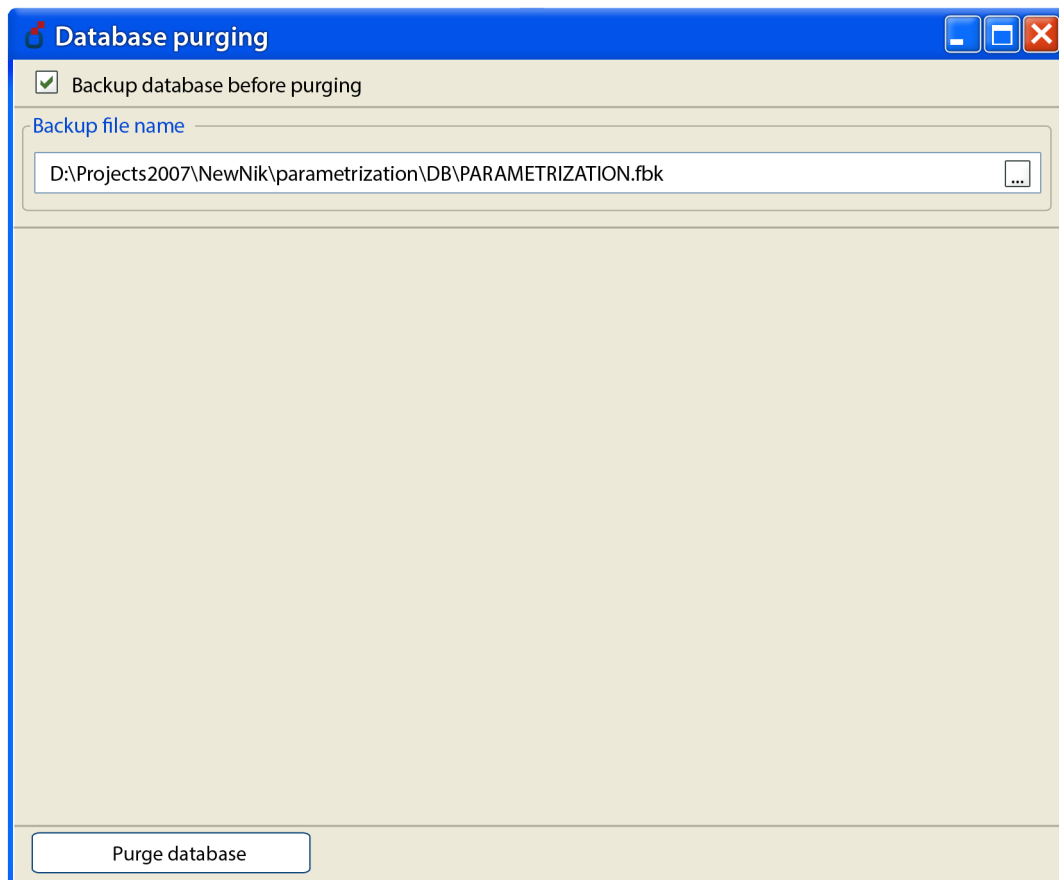 Database purging
Backup database before purging
Backup file name
D:\Projects2007\NewNik\parametrization\DB\PARAMETRIZATION.fbk
...
Purge database